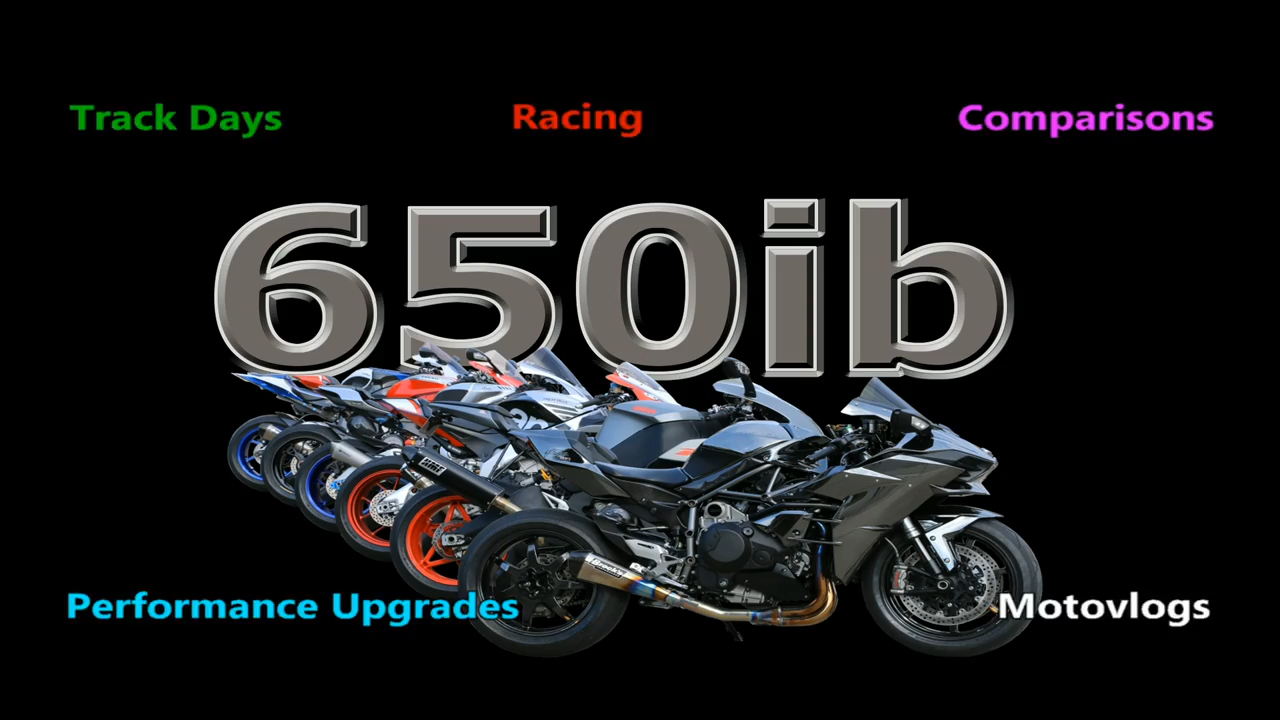 Track Days
Racing
Comparisons
650ib
Performance Upgrades
Motovlogs